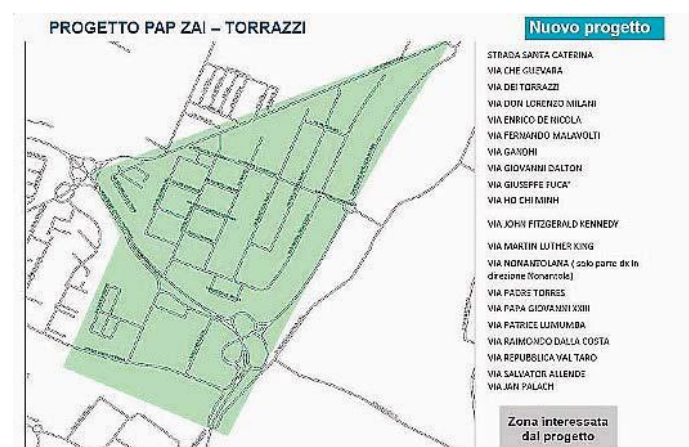 PROGETTO PAP ZAI – TORRAZZI
Nuovo progetto
STRADA SANTA CATERINA
VIA CHE GUEVARA
VIA DEI TORRAZZI
VIA DON LORENZO MILANI
VIA ENRICO DE NICOLA
VIA FERNANDO MALAVOLTI
VIA GANDHI
VIA GIOVANNI DALTON
VIA GIUSEPPE FUCA'
VIA HO CHI MINH
VIA JOHN FITZGERALD KENNEDY
VIA MARTIN LUTHER KING
VIA NONANTOLANA ( solo parte dx in
direzione Nonantola)
VIA PADRE TORRES
VIA PAPA GIOVANNI XXIII
VIA PATRICE LUMUMBA
VIA RAIMONDO DALLA COSTA
VIA REPUBBLICA VAL TARO
VIA SALVATOR ALLENDE
VIA JAN PALACH
Zona interessata
dal progetto